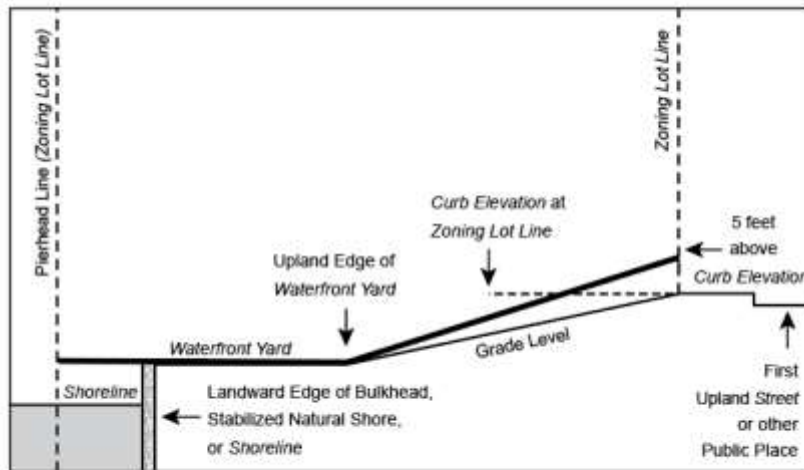 Pierhead Line (Zoning Lot Line)
Zoning Lot Line
Curb Elevation at
Zoning Lot Line
5 feet
above
Curb Elevation
Upland Edge of
Waterfront Yard
Waterfront Yard
Grade Level
Shoreline
Landward Edge of Bulkhead,
Stabilized Natural Shore,
or Shoreline
First
Upland Street
or other
Public Place